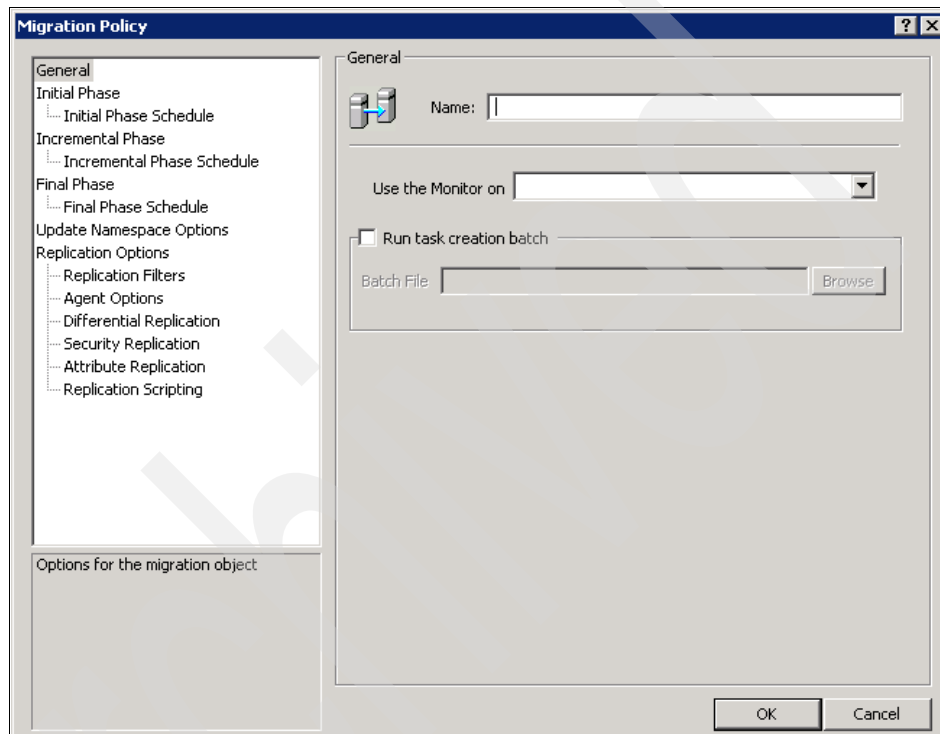 Migration Policy
General
Initial Phase
Initial Phase Schedule
Incremental Phase
Incremental Phase Schedule
Final Phase
Final Phase Schedule
Update Namespace Options
Replication Options
Replication Filters
Agent Options
Differential Replication
Security Replication
Attribute Replication
Replication Scripting
Options for the migration object
General
Name:
Use the Monitor on
Run task creation batch
Batch File
Browse
OK
Cancel